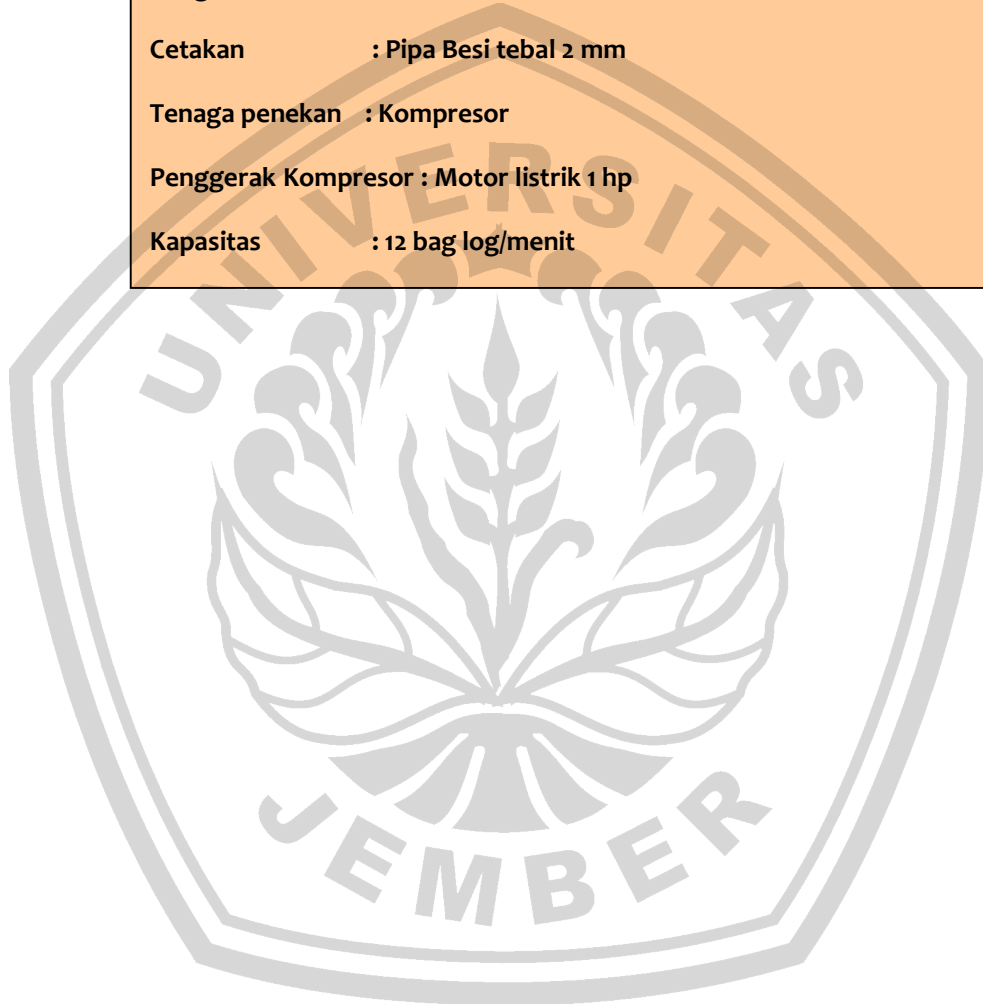 Cetakan : Pipa Besi tebal 2 mm
Tenaga penekan : Kompresor
Penggerak Kompresor : Motor listrik 1 hp
Kapasitas : 12 bag log/menit
UNIVERSITAS
JEMBER